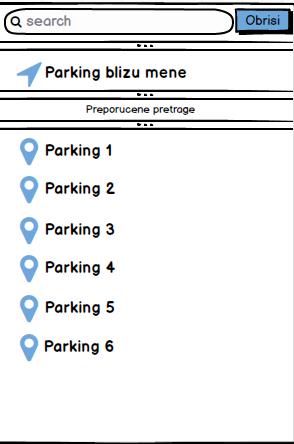 search
Obrisi
Parking blizu mene
Preporucene pretrage
Parking 1
Parking 2
Parking 3
Parking 4
Parking 5
Parking 6